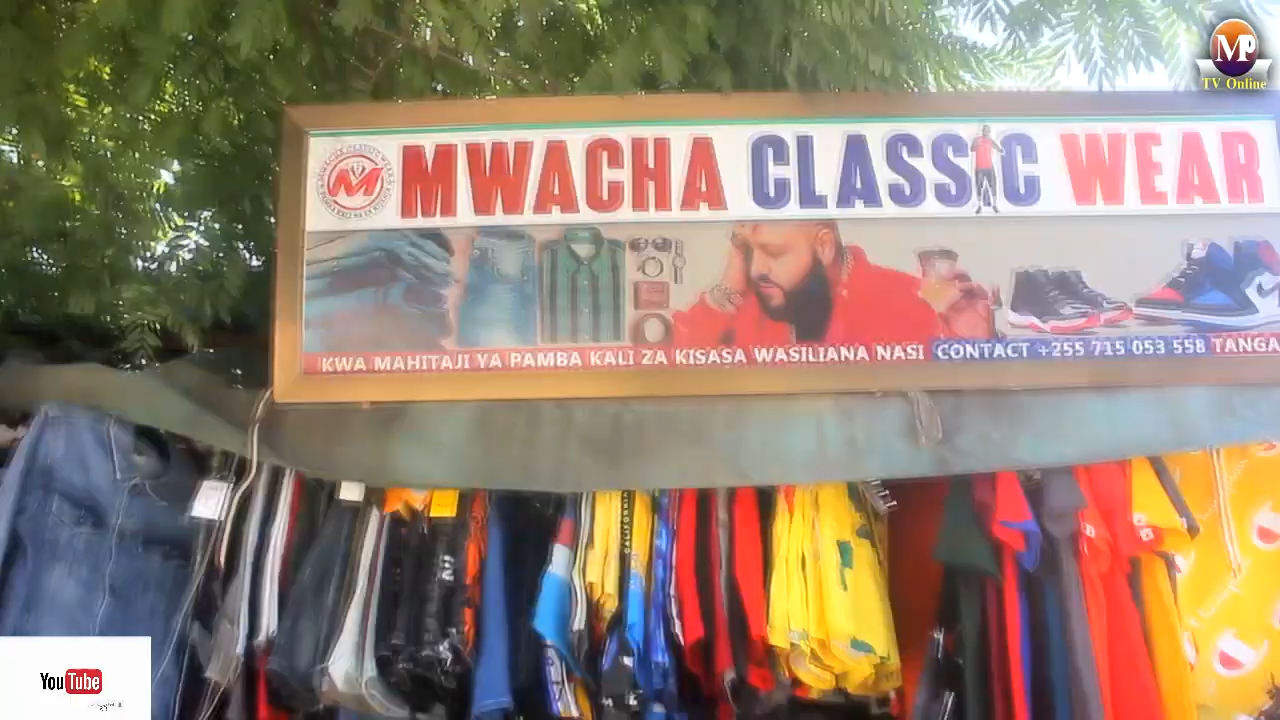 MP
TV Online
MWACHA CLASSIC WEAR
M
KWA MAHITAJI YA PAMBA KALI ZA KISASA WASILIANA NASI CONTACT +255 715 053 558 TANGA
CALIFORNIA
YouTube